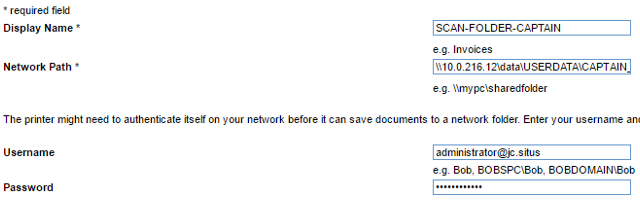 * required field
Display Name * SCAN-FOLDER-CAPTAIN
e.g. Invoices
Network Path * \\10.0.216.12\data\USERDATA\CAPTAIN_
e.g. \\mypc\sharedfolder
The printer might need to authenticate itself on your network before it can save documents to a network folder. Enter your username and
Username administrator@jc.situs
e.g. Bob, BOBSPC\Bob, BOBDOMAIN\Bob
Password ••••••••••••